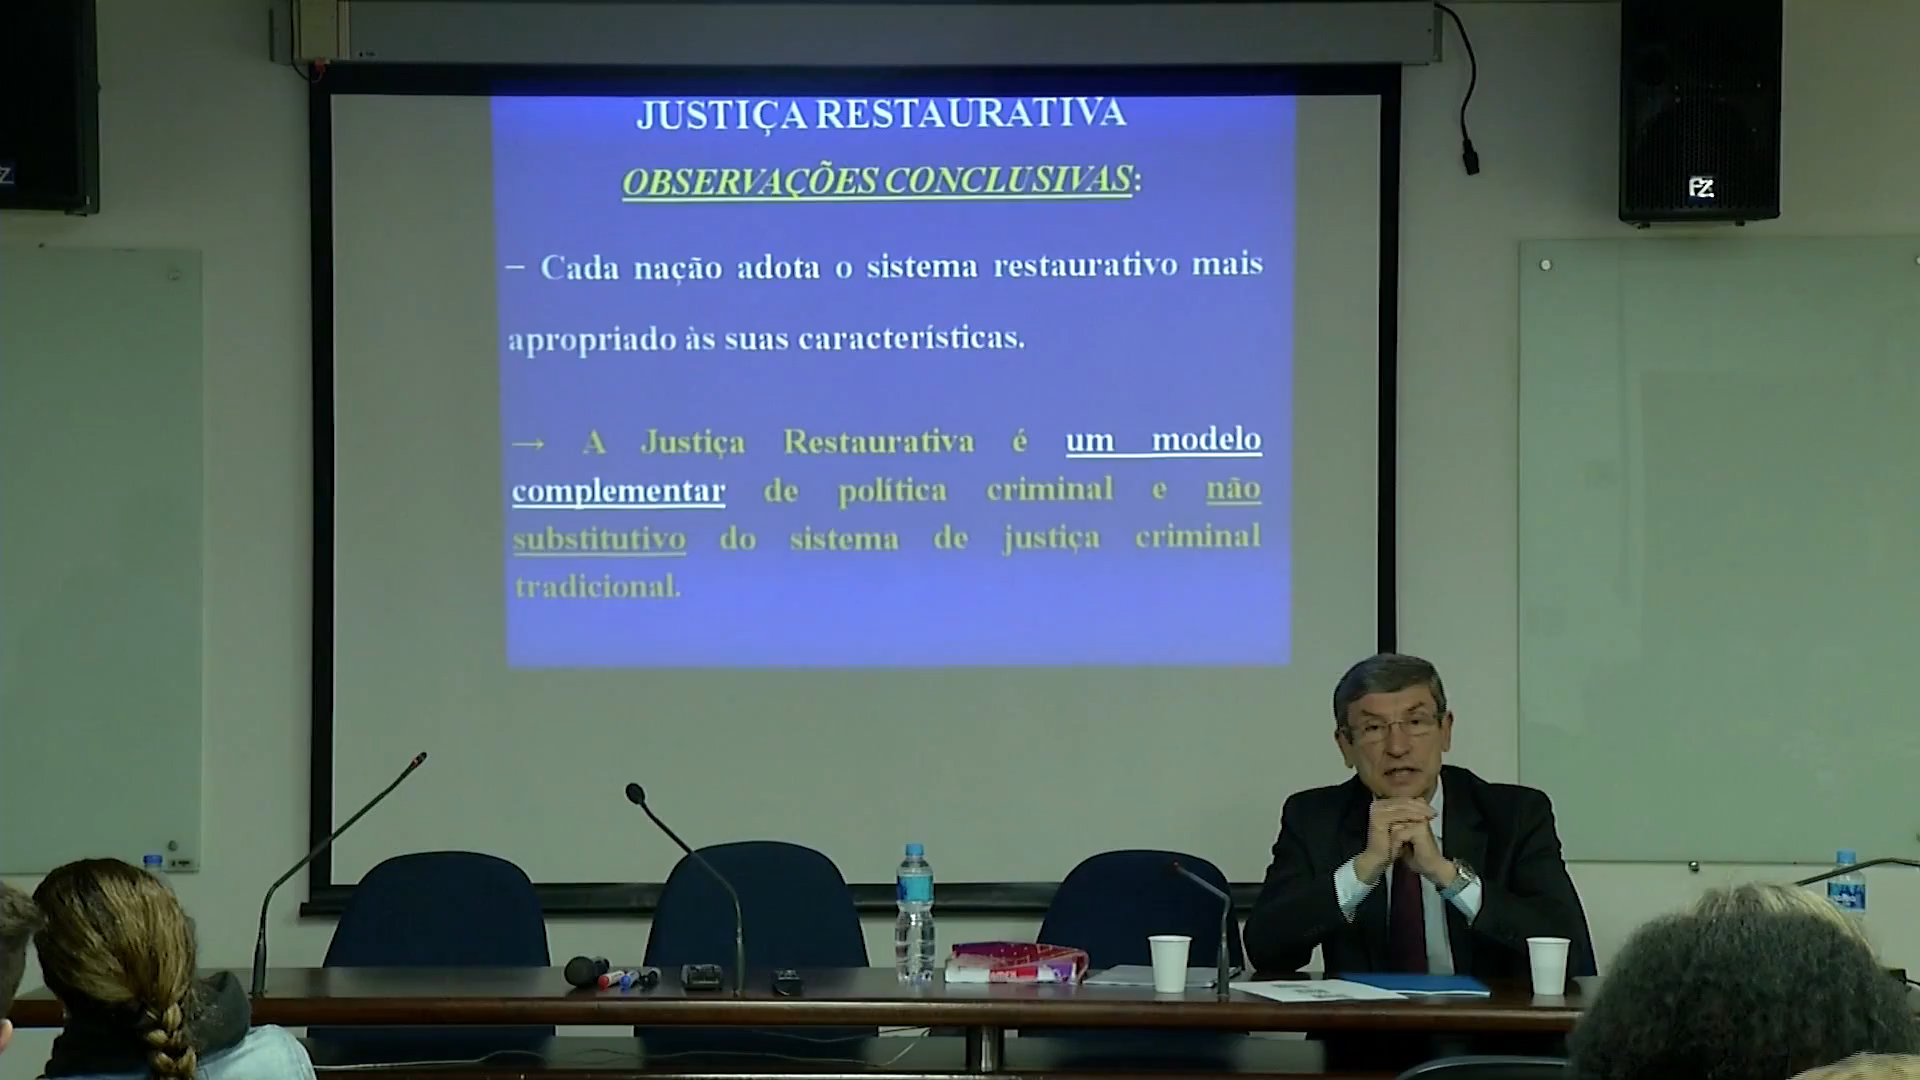 JUSTIÇA RESTAURATIVA
OBSERVAÇÕES CONCLUSIVAS:
– Cada nação adota o sistema restaurativo mais
apropriado às suas características.
→ A Justiça Restaurativa é um modelo
complementar de política criminal e não
substitutivo do sistema de justiça criminal
tradicional.
FZ